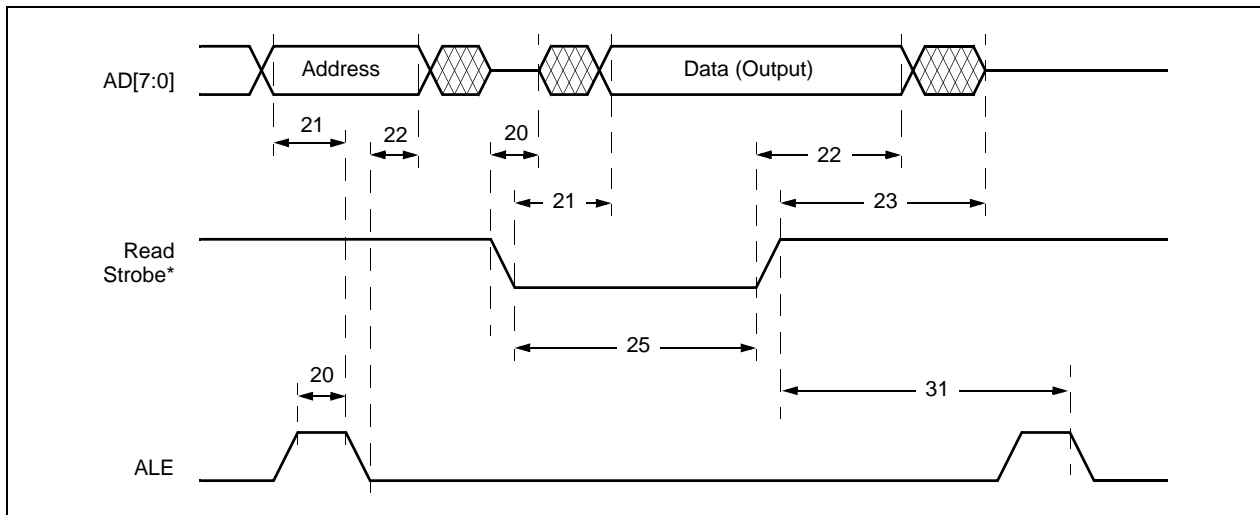 AD[7:0]
Address
Data (Output)
21
22
20
22
21
23
Read
Strobe*
25
20
31
ALE